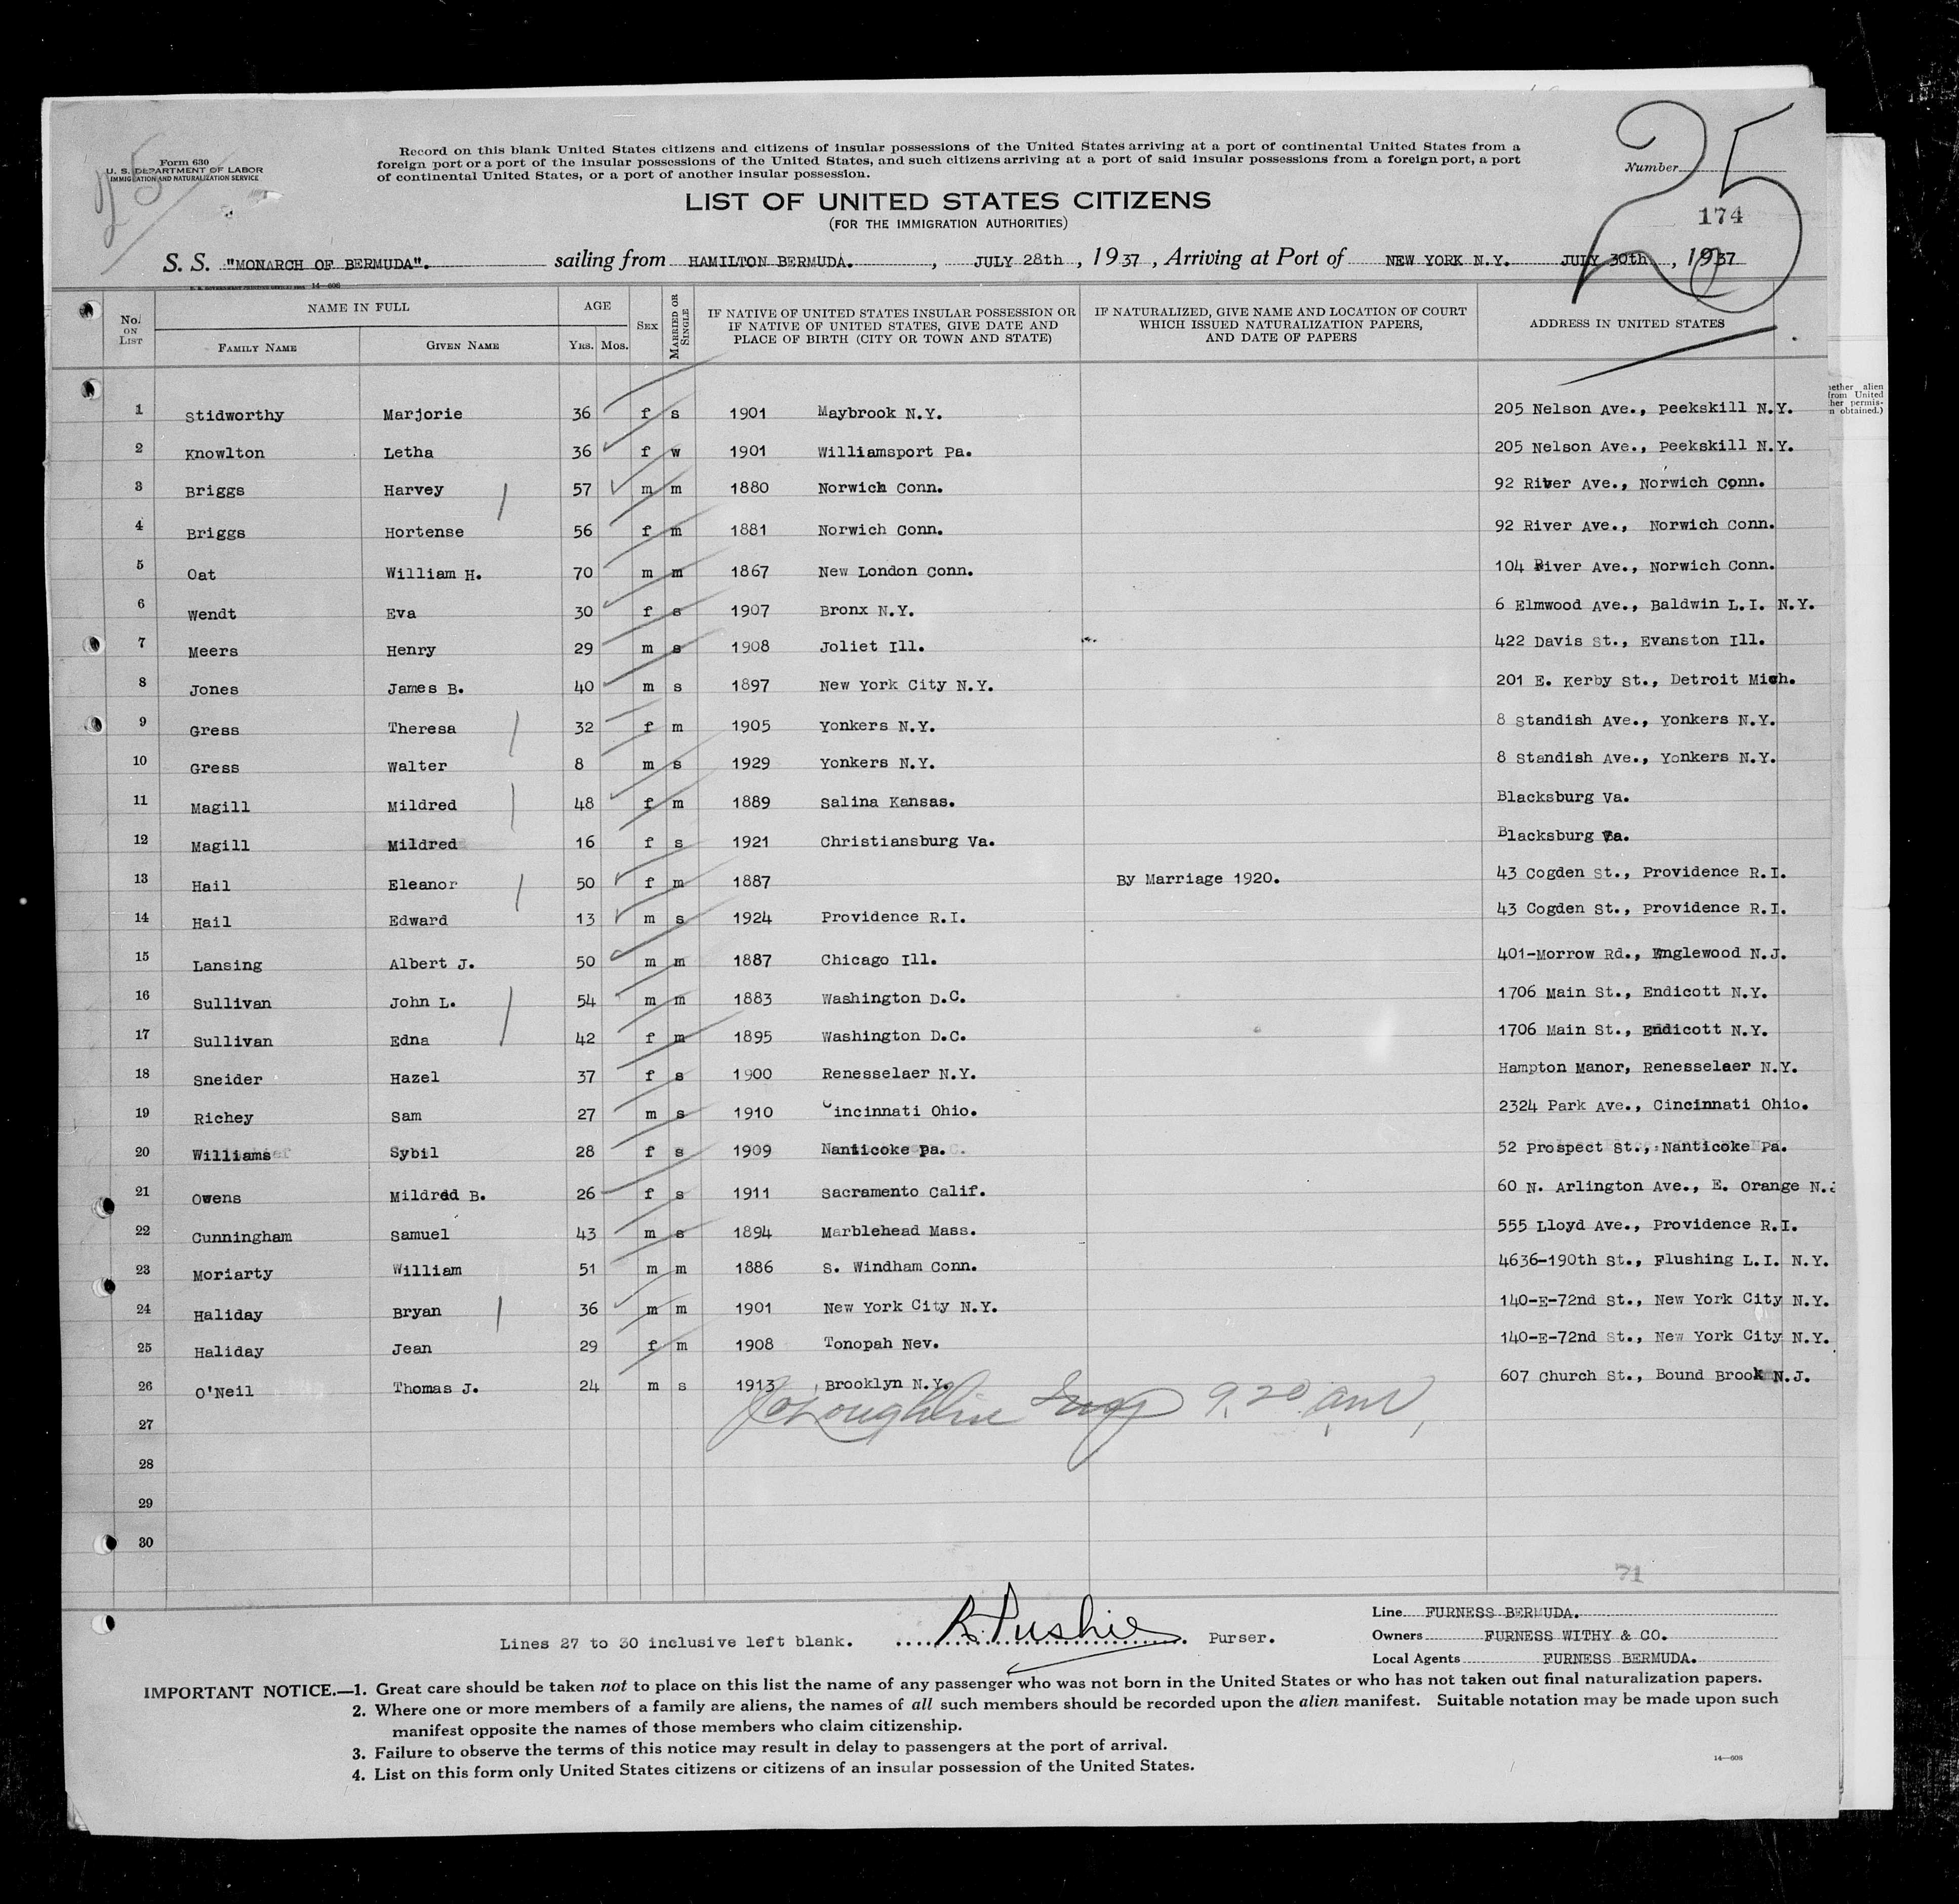 Form 630
U. S. DEPARTMENT OF LABOR
IMMIGRATION AND NATURALIZATION SERVICE
25
Record on this blank United States citizens and citizens of insular possessions of the United States arriving at a port of continental United States from a
foreign port or a port of the insular possessions of the United States, and such citizens arriving at a port of said insular possessions from a foreign port, a port
of continental United States, or a port of another insular possession.
Number
25
174
LIST OF UNITED STATES CITIZENS
(FOR THE IMMIGRATION AUTHORITIES)
S. S. "MONARCH OF BERMUDA". sailing from HAMILTON BERMUDA. , JULY 28th , 1937 , Arriving at Port of NEW YORK N.Y. JULY 30th , 1937
14—608
No. ON LIST NAME IN FULL FAMILY NAME GIVEN NAME AGE YRS. MOS. SEX MARRIED OR SINGLE IF NATIVE OF UNITED STATES INSULAR POSSESSION OR IF NATIVE OF UNITED STATES, GIVE DATE AND PLACE OF BIRTH (CITY OR TOWN AND STATE) IF NATURALIZED, GIVE NAME AND LOCATION OF COURT WHICH ISSUED NATURALIZATION PAPERS, AND DATE OF PAPERS ADDRESS IN UNITED STATES
1 Stidworthy Marjorie 36 f s 1901 Maybrook N.Y. 205 Nelson Ave., Peekskill N.Y.
2 Knowlton Letha 36 f w 1901 Williamsport Pa. 205 Nelson Ave., Peekskill N.Y.
3 Briggs Harvey 57 m m 1880 Norwich Conn. 92 River Ave., Norwich Conn.
4 Briggs Hortense 56 f m 1881 Norwich Conn. 92 River Ave., Norwich Conn.
5 Oat William H. 70 m m 1867 New London Conn. 104 River Ave., Norwich Conn.
6 Wendt Eva 30 f s 1907 Bronx N.Y. 6 Elmwood Ave., Baldwin L.I. N.Y.
7 Meers Henry 29 m s 1908 Joliet Ill. 422 Davis St., Evanston Ill.
8 Jones James B. 40 m s 1897 New York City N.Y. 201 E. Kerby St., Detroit Mich.
9 Gress Theresa 32 f m 1905 Yonkers N.Y. 8 Standish Ave., Yonkers N.Y.
10 Gress Walter 8 m s 1929 Yonkers N.Y. 8 Standish Ave., Yonkers N.Y.
11 Magill Mildred 48 f m 1889 Salina Kansas. Blacksburg Va.
12 Magill Mildred 16 f s 1921 Christiansburg Va. Blacksburg Va.
13 Hail Eleanor 50 f m 1887 By Marriage 1920. 43 Cogden St., Providence R.I.
14 Hail Edward 13 m s 1924 Providence R.I. 43 Cogden St., Providence R.I.
15 Lansing Albert J. 50 m m 1887 Chicago Ill. 401-Morrow Rd., Englewood N.J.
16 Sullivan John L. 54 m m 1883 Washington D.C. 1706 Main St., Endicott N.Y.
17 Sullivan Edna 42 f m 1895 Washington D.C. 1706 Main St., Endicott N.Y.
18 Sneider Hazel 37 f s 1900 Renesselaer N.Y. Hampton Manor, Renesselaer N.Y.
19 Richey Sam 27 m s 1910 Cincinnati Ohio. 2324 Park Ave., Cincinnati Ohio.
20 Williams Sybil 28 f s 1909 Nanticoke Pa. 52 Prospect St., Nanticoke Pa.
21 Owens Mildred B. 26 f s 1911 Sacramento Calif. 60 N. Arlington Ave., E. Orange N.J
22 Cunningham Samuel 43 m s 1894 Marblehead Mass. 555 Lloyd Ave., Providence R.I.
23 Moriarty William 51 m m 1886 S. Windham Conn. 4636-190th St., Flushing L.I. N.Y.
24 Haliday Bryan 36 m m 1901 New York City N.Y. 140-E-72nd St., New York City N.Y.
25 Haliday Jean 29 f m 1908 Tonopah Nev. 140-E-72nd St., New York City N.Y.
26 O'Neil Thomas J. 24 m s 1913 Brooklyn N.Y. 607 Church St., Bound Brook N.J.
27 9.20 am
28
29
30
71
Lines 27 to 30 inclusive left blank. R. Pushie Purser.
Line FURNESS BERMUDA.
Owners FURNESS WITHY & CO.
Local Agents FURNESS BERMUDA.
IMPORTANT NOTICE.—1. Great care should be taken not to place on this list the name of any passenger who was not born in the United States or who has not taken out final naturalization papers.
2. Where one or more members of a family are aliens, the names of all such members should be recorded upon the alien manifest. Suitable notation may be made upon such
manifest opposite the names of those members who claim citizenship.
3. Failure to observe the terms of this notice may result in delay to passengers at the port of arrival.
4. List on this form only United States citizens or citizens of an insular possession of the United States.
14—608
hether alien
from United
her permis-
n obtained.)